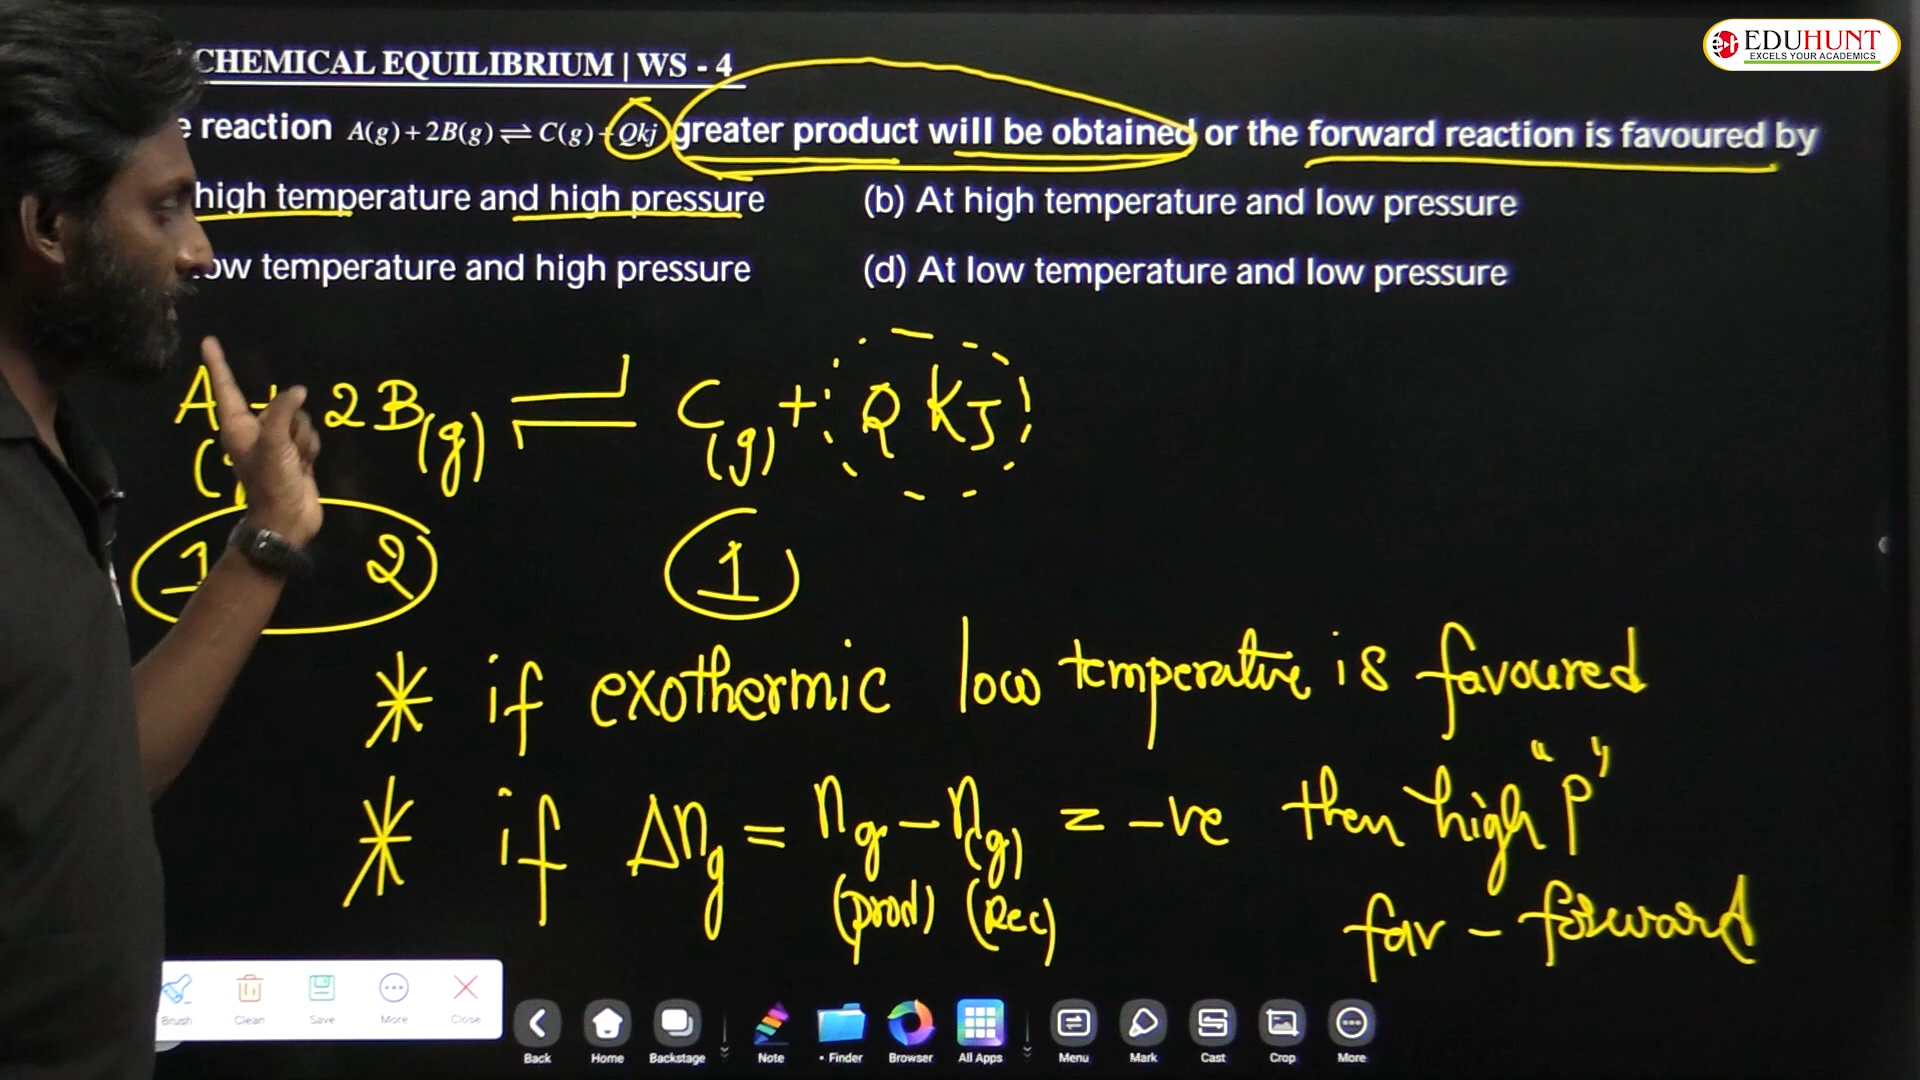 CHEMICAL EQUILIBRIUM | WS - 4
EDUHUNT
EXCELS YOUR ACADEMICS
e reaction A(g)+2B(g)⇌C(g)+Qkj greater product will be obtained or the forward reaction is favoured by
high temperature and high pressure (b) At high temperature and low pressure
ow temperature and high pressure (d) At low temperature and low pressure
A + 2B(g) ⇌ C(g) + Q KJ
1 2 1
* if exothermic low temperature is favoured
* if Δng = ng - n(g) = -ve then high "P"
(prod) (Rec) fav - forward
Brush Clean Save More Close
Back Home Backstage Note • Finder Browser All Apps Menu Mark Cast Crop More